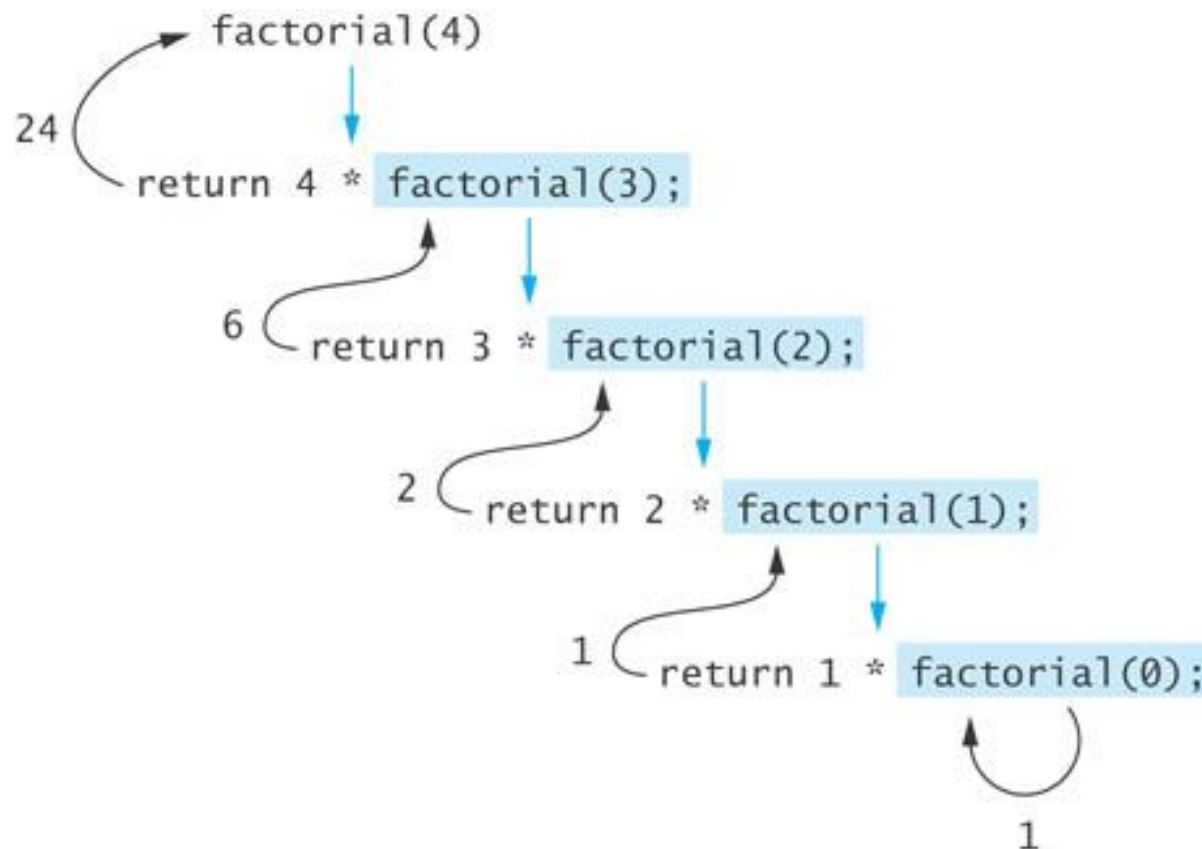 factorial(4)
24
return 4 * factorial(3);
6
return 3 * factorial(2);
2
return 2 * factorial(1);
1
return 1 * factorial(0);
1